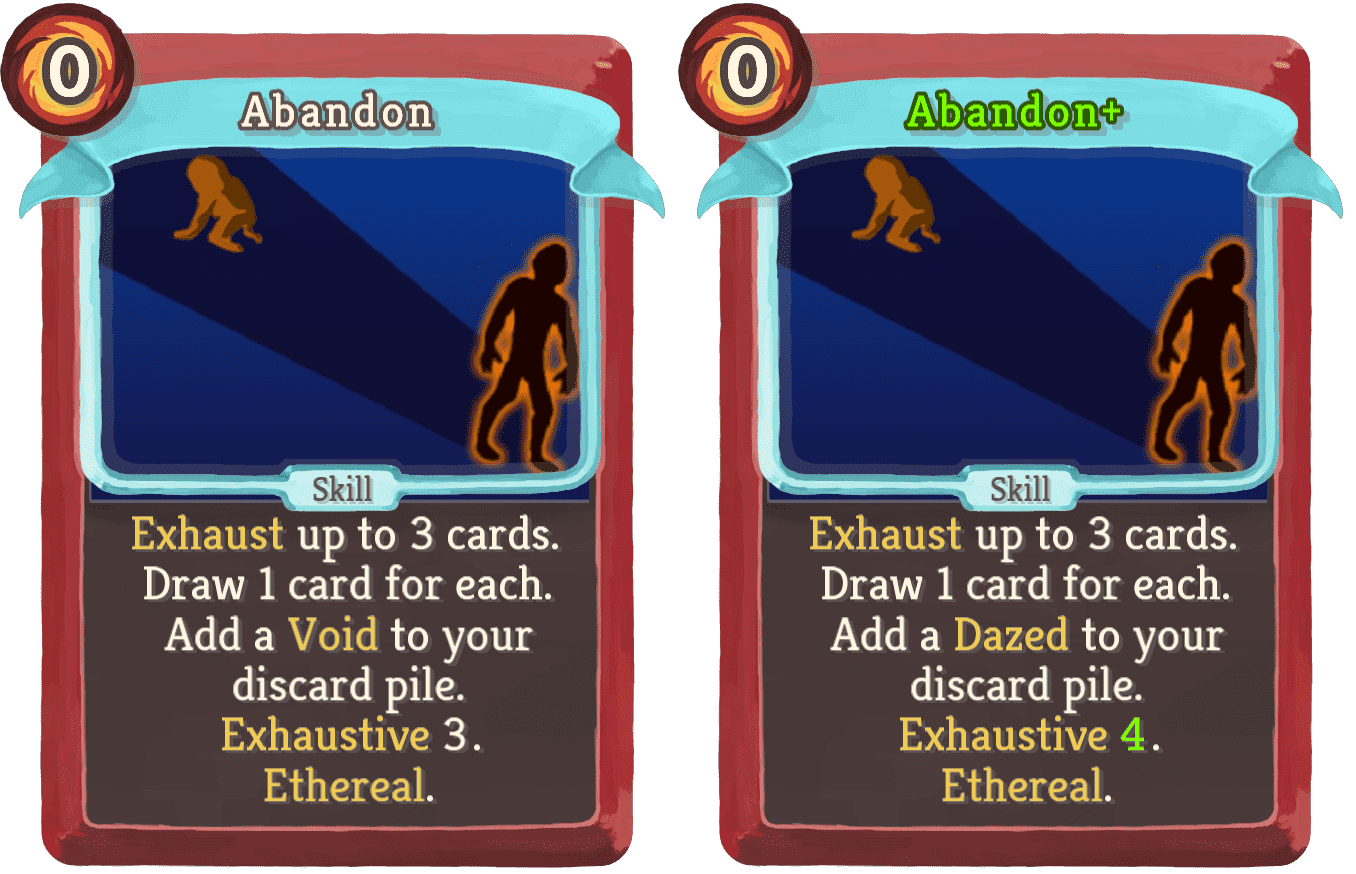 0
Abandon
Skill
Exhaust up to 3 cards.
Draw 1 card for each.
Add a Void to your
discard pile.
Exhaustive 3.
Ethereal.
0
Abandon+
Skill
Exhaust up to 3 cards.
Draw 1 card for each.
Add a Dazed to your
discard pile.
Exhaustive 4.
Ethereal.